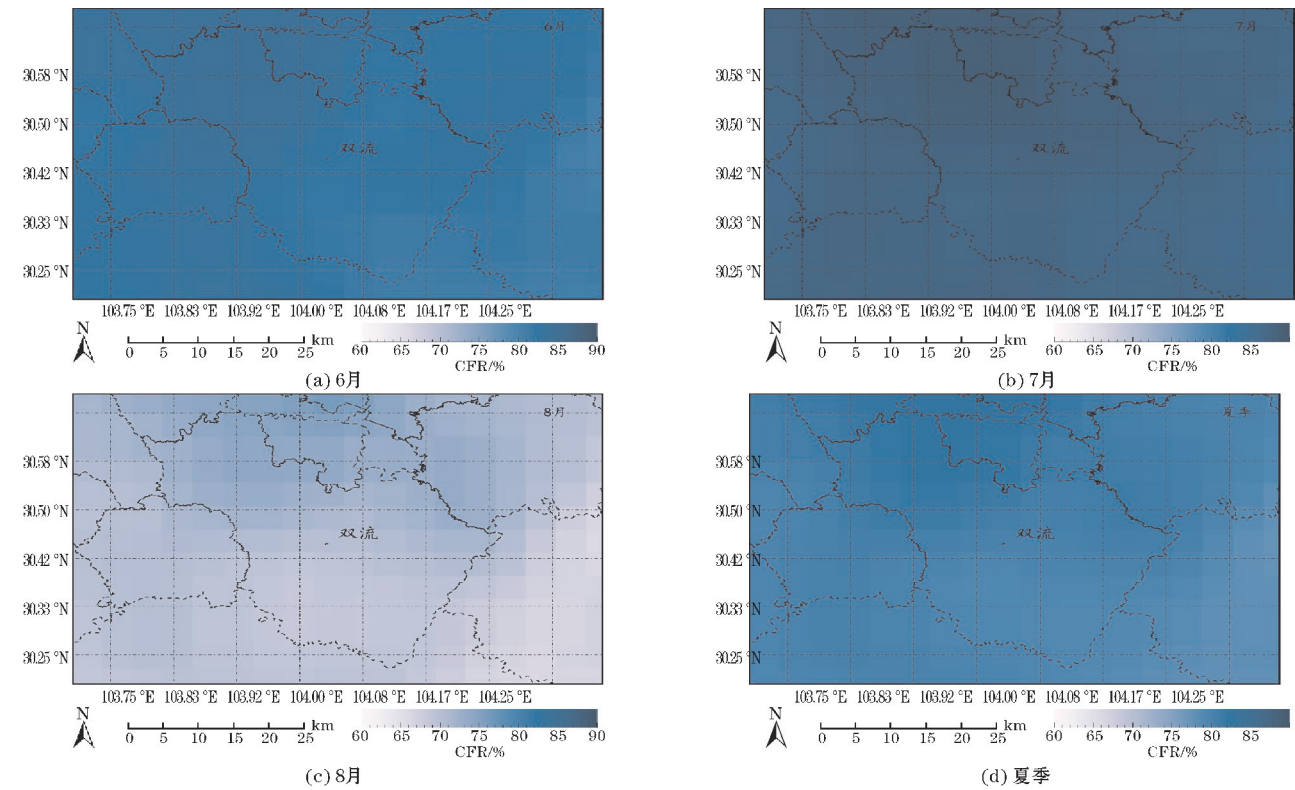 6月
30.58 °N
30.50 °N
双流
30.42 °N
30.33 °N
30.25 °N
103.75 °E 103.83 °E 103.92 °E 104.00 °E 104.08 °E 104.17 °E 104.25 °E
N
0 5 10 15 20 25 km
60 65 70 75 80 85 90
CFR/%
(a) 6月
7月
30.58 °N
30.50 °N
双流
30.42 °N
30.33 °N
30.25 °N
103.75 °E 103.83 °E 103.92 °E 104.00 °E 104.08 °E 104.17 °E 104.25 °E
N
0 5 10 15 20 25 km
60 65 70 75 80 85
CFR/%
(b) 7月
8月
30.58 °N
30.50 °N
双流
30.42 °N
30.33 °N
30.25 °N
103.75 °E 103.83 °E 103.92 °E 104.00 °E 104.08 °E 104.17 °E 104.25 °E
N
0 5 10 15 20 25 km
60 65 70 75 80 85 90
CFR/%
(c) 8月
夏季
30.58 °N
30.50 °N
双流
30.42 °N
30.33 °N
30.25 °N
103.75 °E 103.83 °E 103.92 °E 104.00 °E 104.08 °E 104.17 °E 104.25 °E
N
0 5 10 15 20 25 km
60 65 70 75 80 85
CFR/%
(d) 夏季